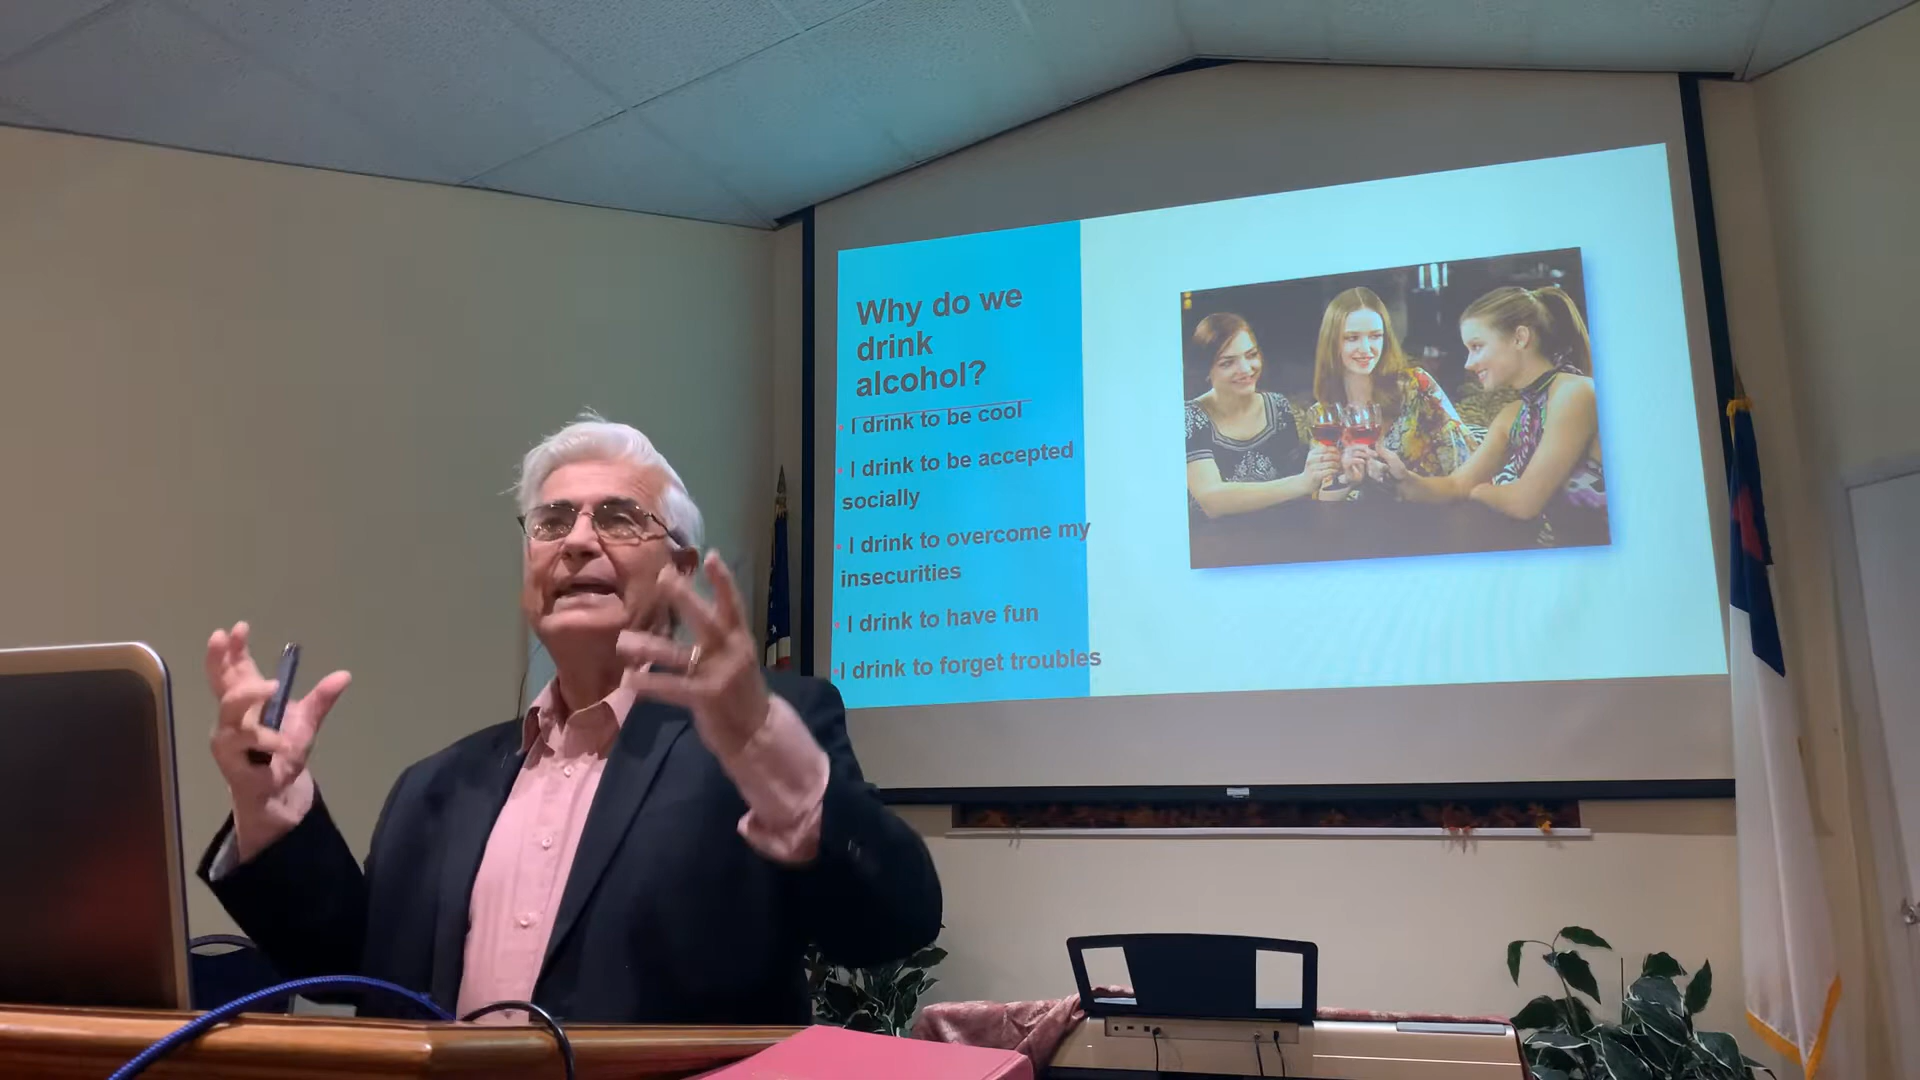 Why do we
drink
alcohol?
• I drink to be cool
• I drink to be accepted
socially
• I drink to overcome my
insecurities
• I drink to have fun
•I drink to forget troubles